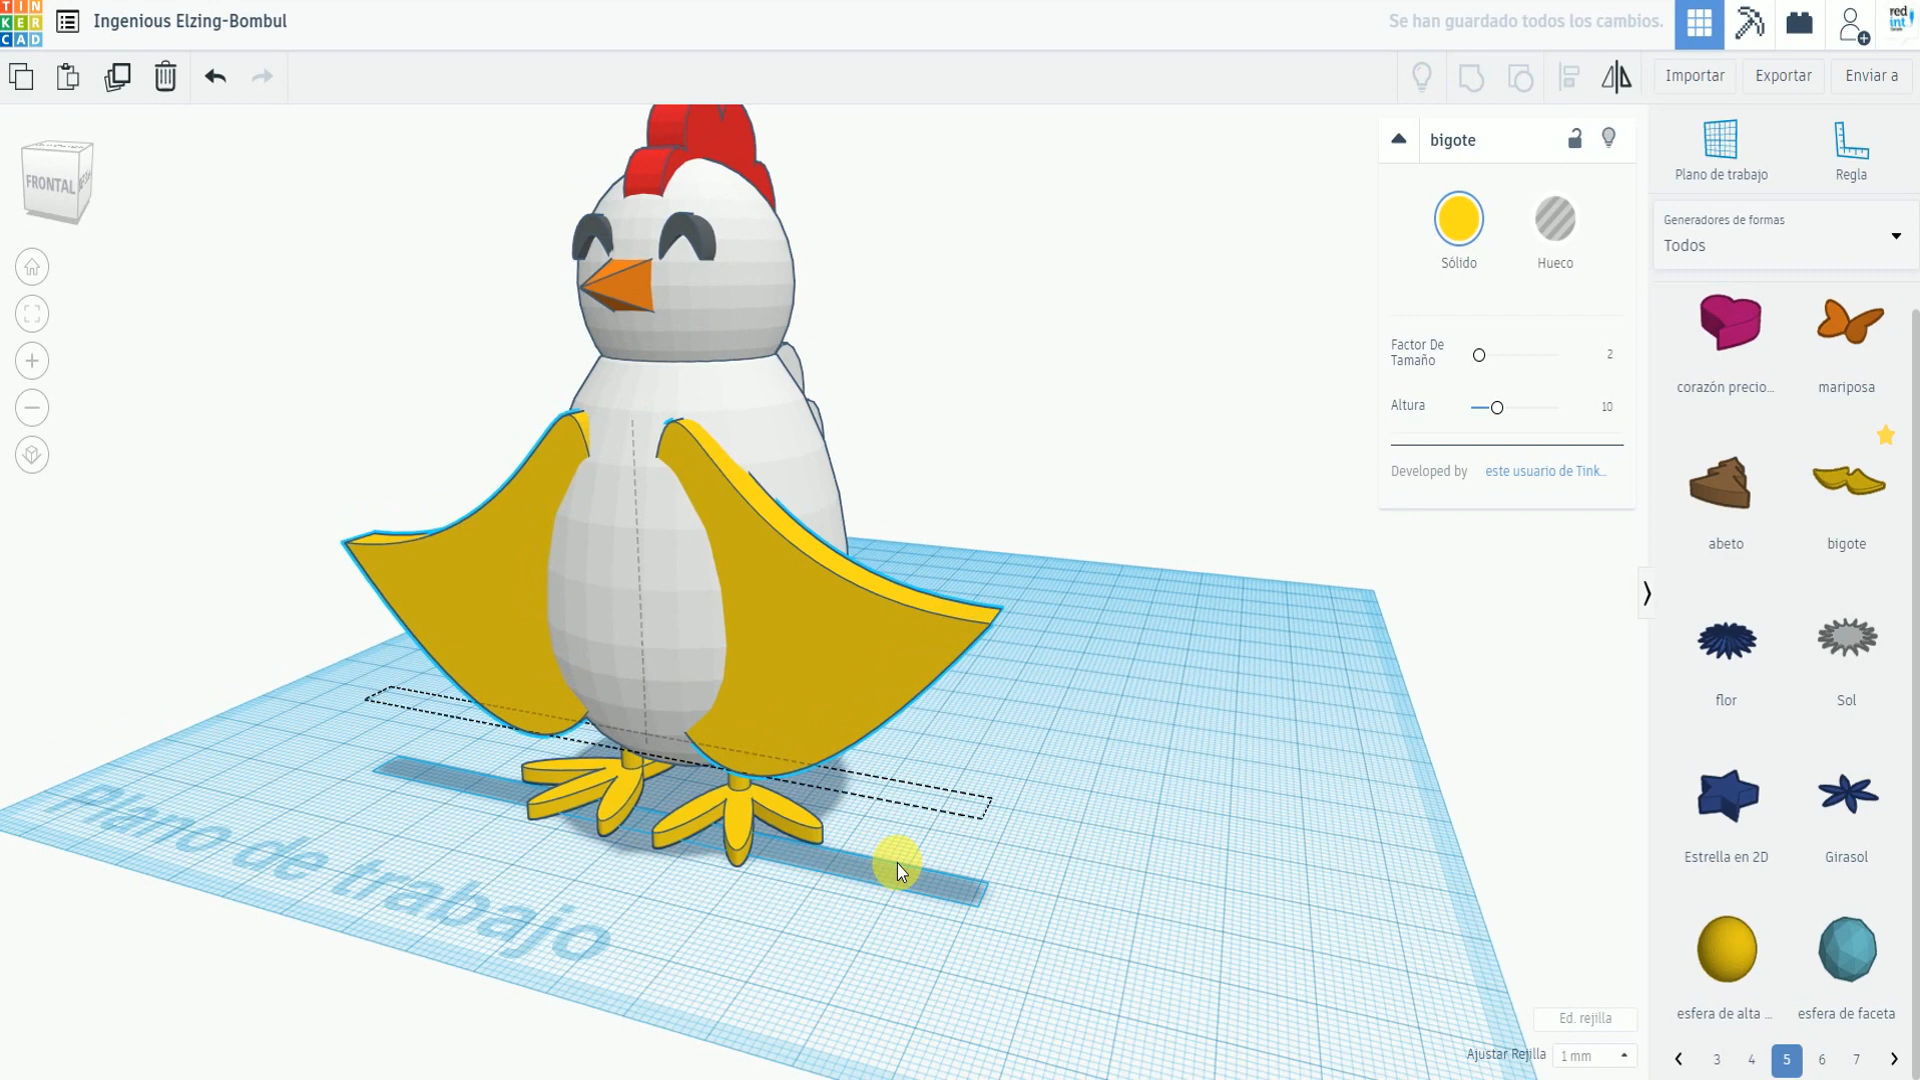 TIN
KER
CAD
Ingenious Elzing-Bombul
Se han guardado todos los cambios.
red
int
Importar
Exportar
Enviar a
FRONTAL
bigote
Sólido
Hueco
Factor De
Tamaño
2
Altura
10
Developed by
este usuario de Tink...
Plano de trabajo
Regla
Generadores de formas
Todos
corazón precio...
mariposa
abeto
bigote
flor
Sol
Estrella en 2D
Girasol
esfera de alta ...
esfera de faceta
Plano de trabajo
Ed. rejilla
Ajustar Rejilla
1 mm
3
4
5
6
7